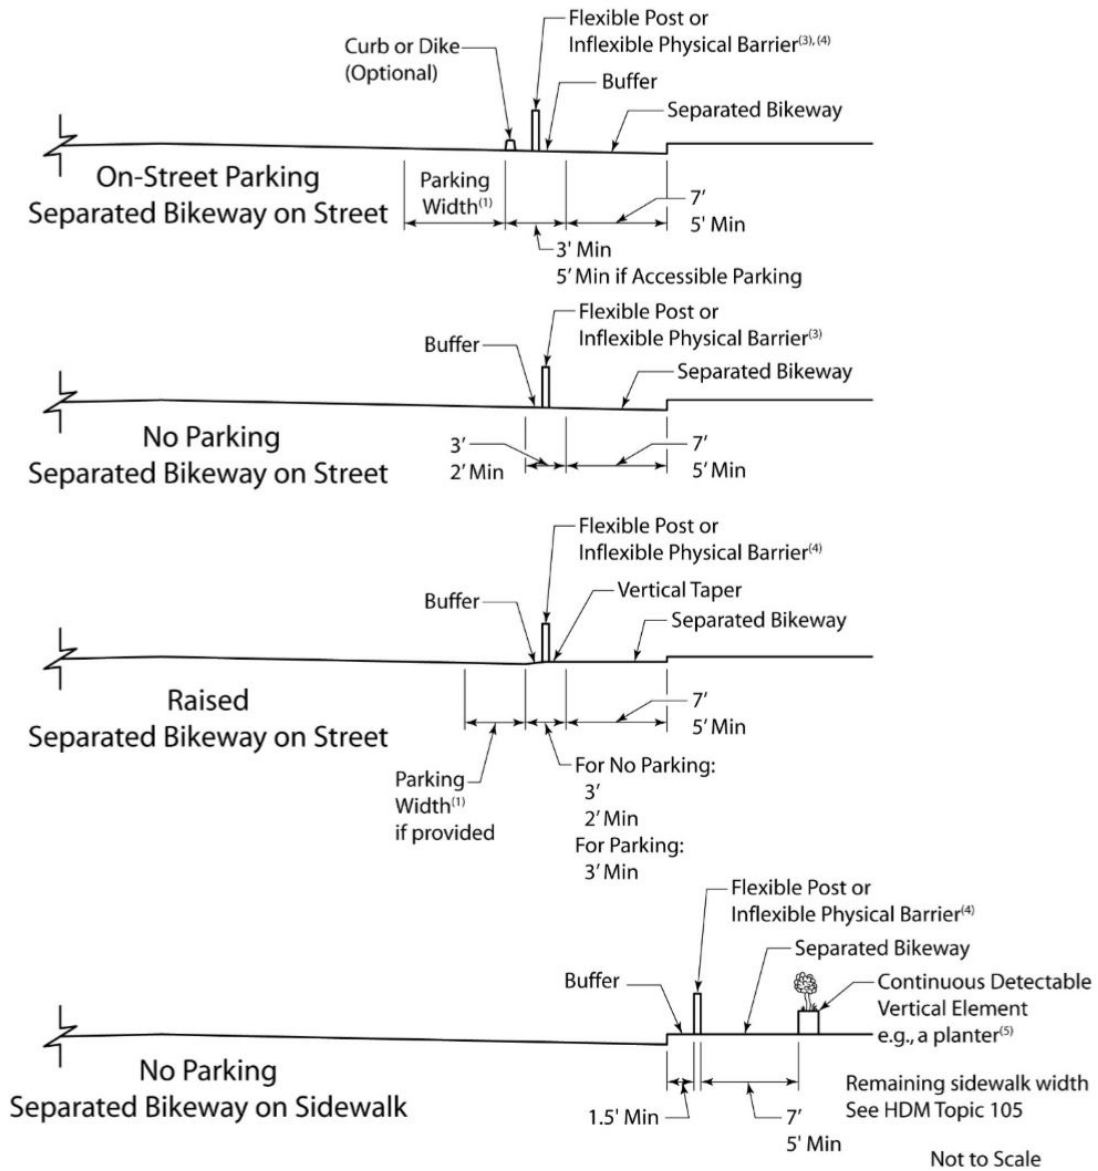 Flexible Post or
Inflexible Physical Barrier(3), (4)
Curb or Dike
(Optional)
Buffer
Separated Bikeway
On-Street Parking
Separated Bikeway on Street
Parking
Width(1)
7′
5' Min
3' Min
5′ Min if Accessible Parking
Flexible Post or
Inflexible Physical Barrier(3)
Buffer
Separated Bikeway
No Parking
Separated Bikeway on Street
3′
2′ Min
7′
5′ Min
Flexible Post or
Inflexible Physical Barrier(4)
Vertical Taper
Buffer
Separated Bikeway
Raised
Separated Bikeway on Street
7′
5′ Min
Parking
Width(1)
if provided
For No Parking:
3′
2′ Min
For Parking:
3′ Min
Flexible Post or
Inflexible Physical Barrier(4)
Separated Bikeway
Buffer
Continuous Detectable
Vertical Element
e.g., a planter(5)
No Parking
Separated Bikeway on Sidewalk
1.5' Min
7′
5′ Min
Remaining sidewalk width
See HDM Topic 105
Not to Scale